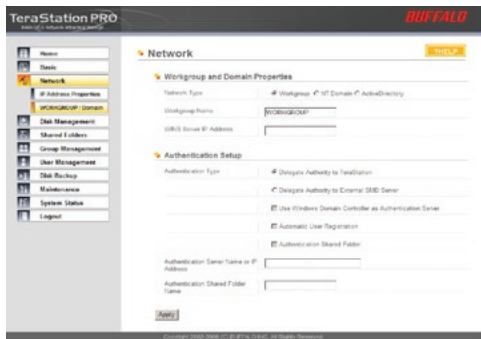 TeraStation PRO
BUFFALO
Home
Basic
Network
IP Address Properties
WORKGROUP / Domain
Disk Management
Shared Folders
Group Management
User Management
Disk Backup
Maintenance
System Status
Logout
Network
HELP
Workgroup and Domain Properties
Network Type
Workgroup NT Domain ActiveDirectory
Workgroup Name
WORKGROUP
WINS Server IP Address
Authentication Setup
Authentication Type
Delegate Authority to TeraStation
Delegate Authority to External SMB Server
Use Windows Domain Controller as Authentication Server
Automatic User Registration
Authentication Shared Folder
Authentication Server Name or IP
Address
Authentication Shared Folder
Name
Apply